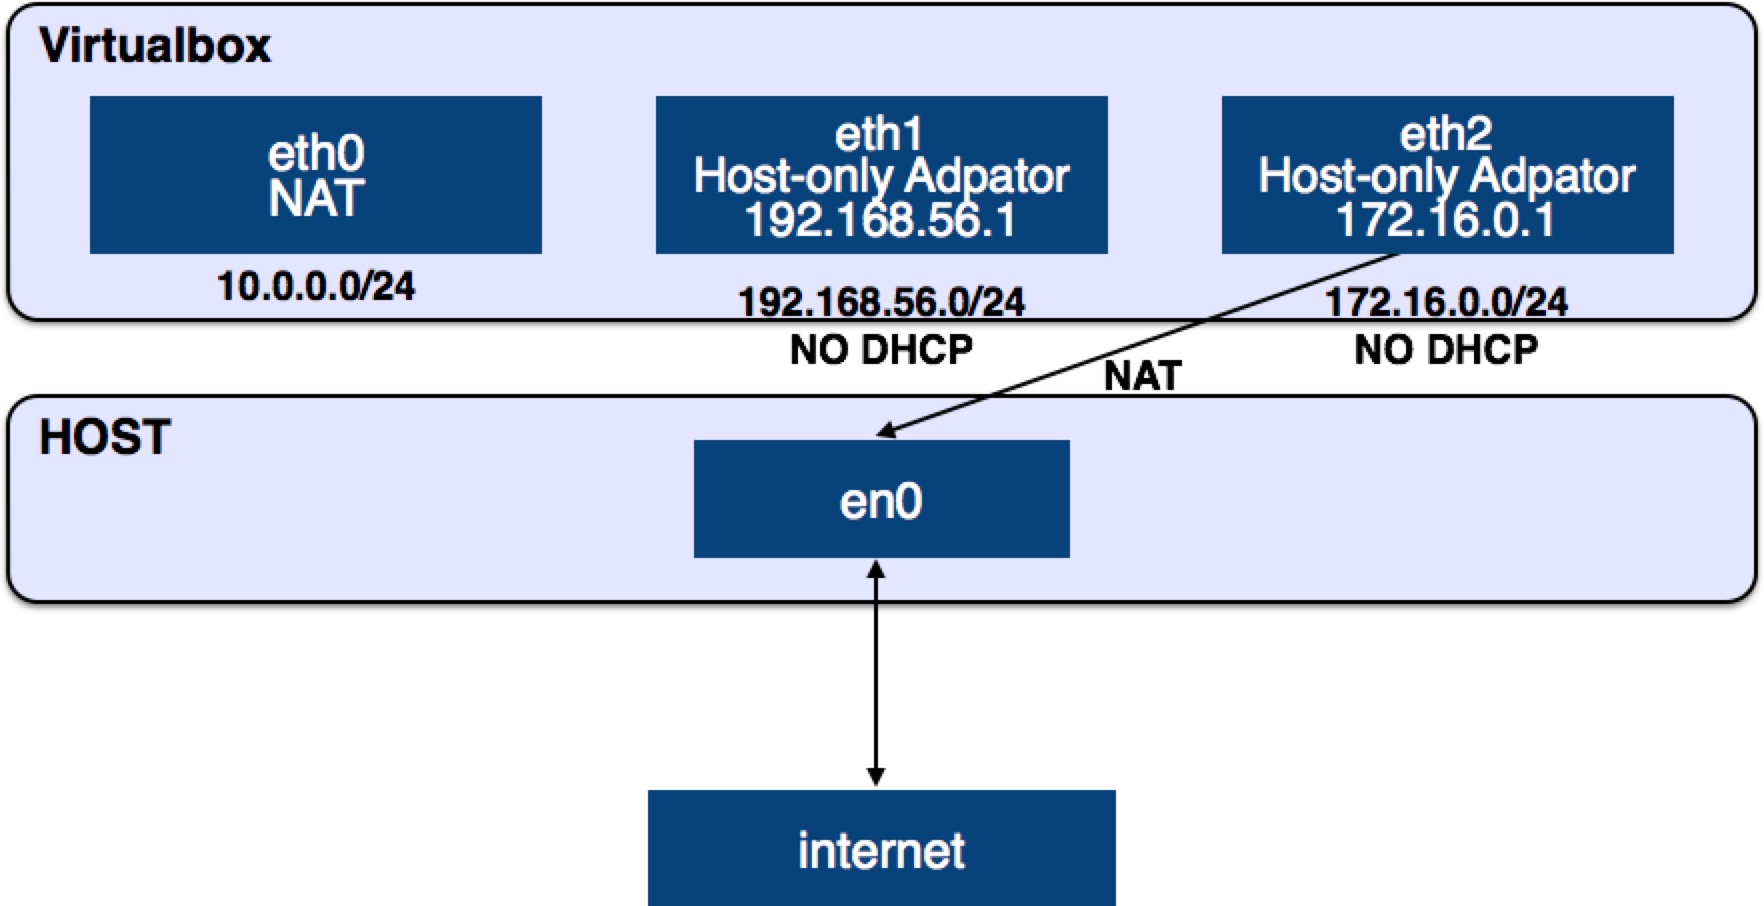 Virtualbox
eth0
NAT
10.0.0.0/24
eth1
Host-only Adpator
192.168.56.1
192.168.56.0/24
NO DHCP
eth2
Host-only Adpator
172.16.0.1
172.16.0.0/24
NO DHCP
NAT
HOST
en0
internet